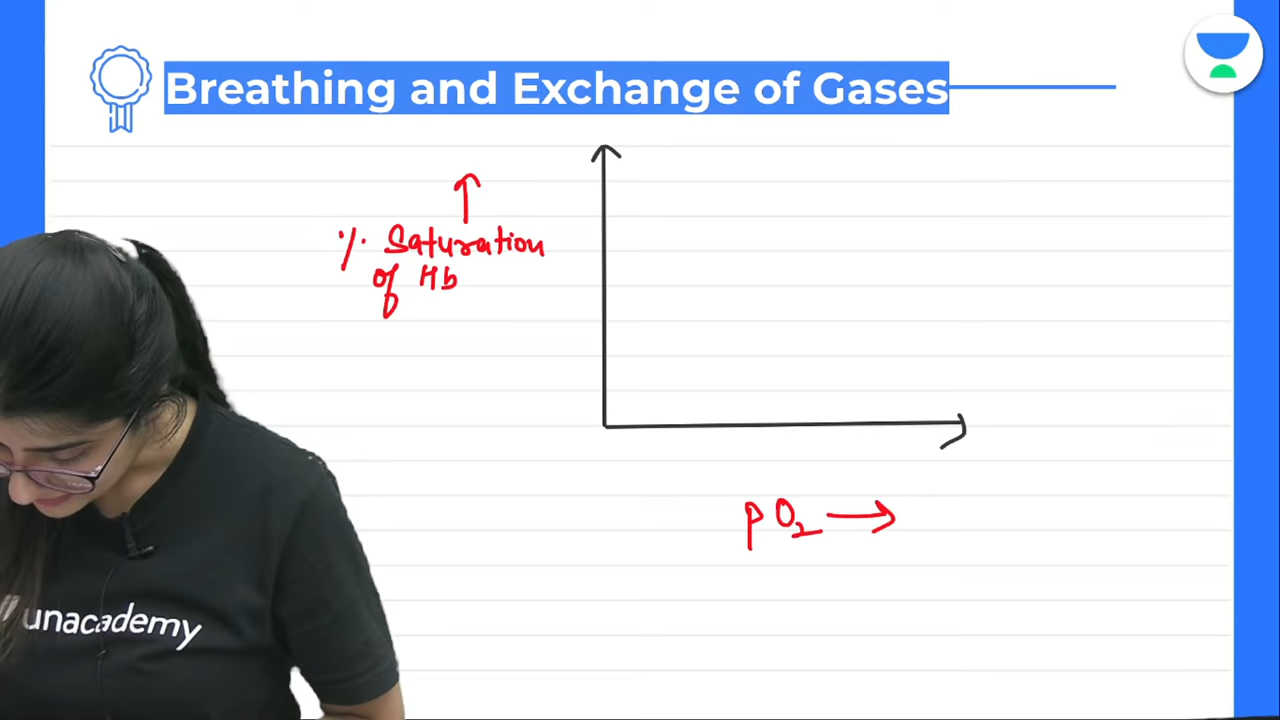 Breathing and Exchange of Gases
% Saturation
of Hb
pO₂
unacademy